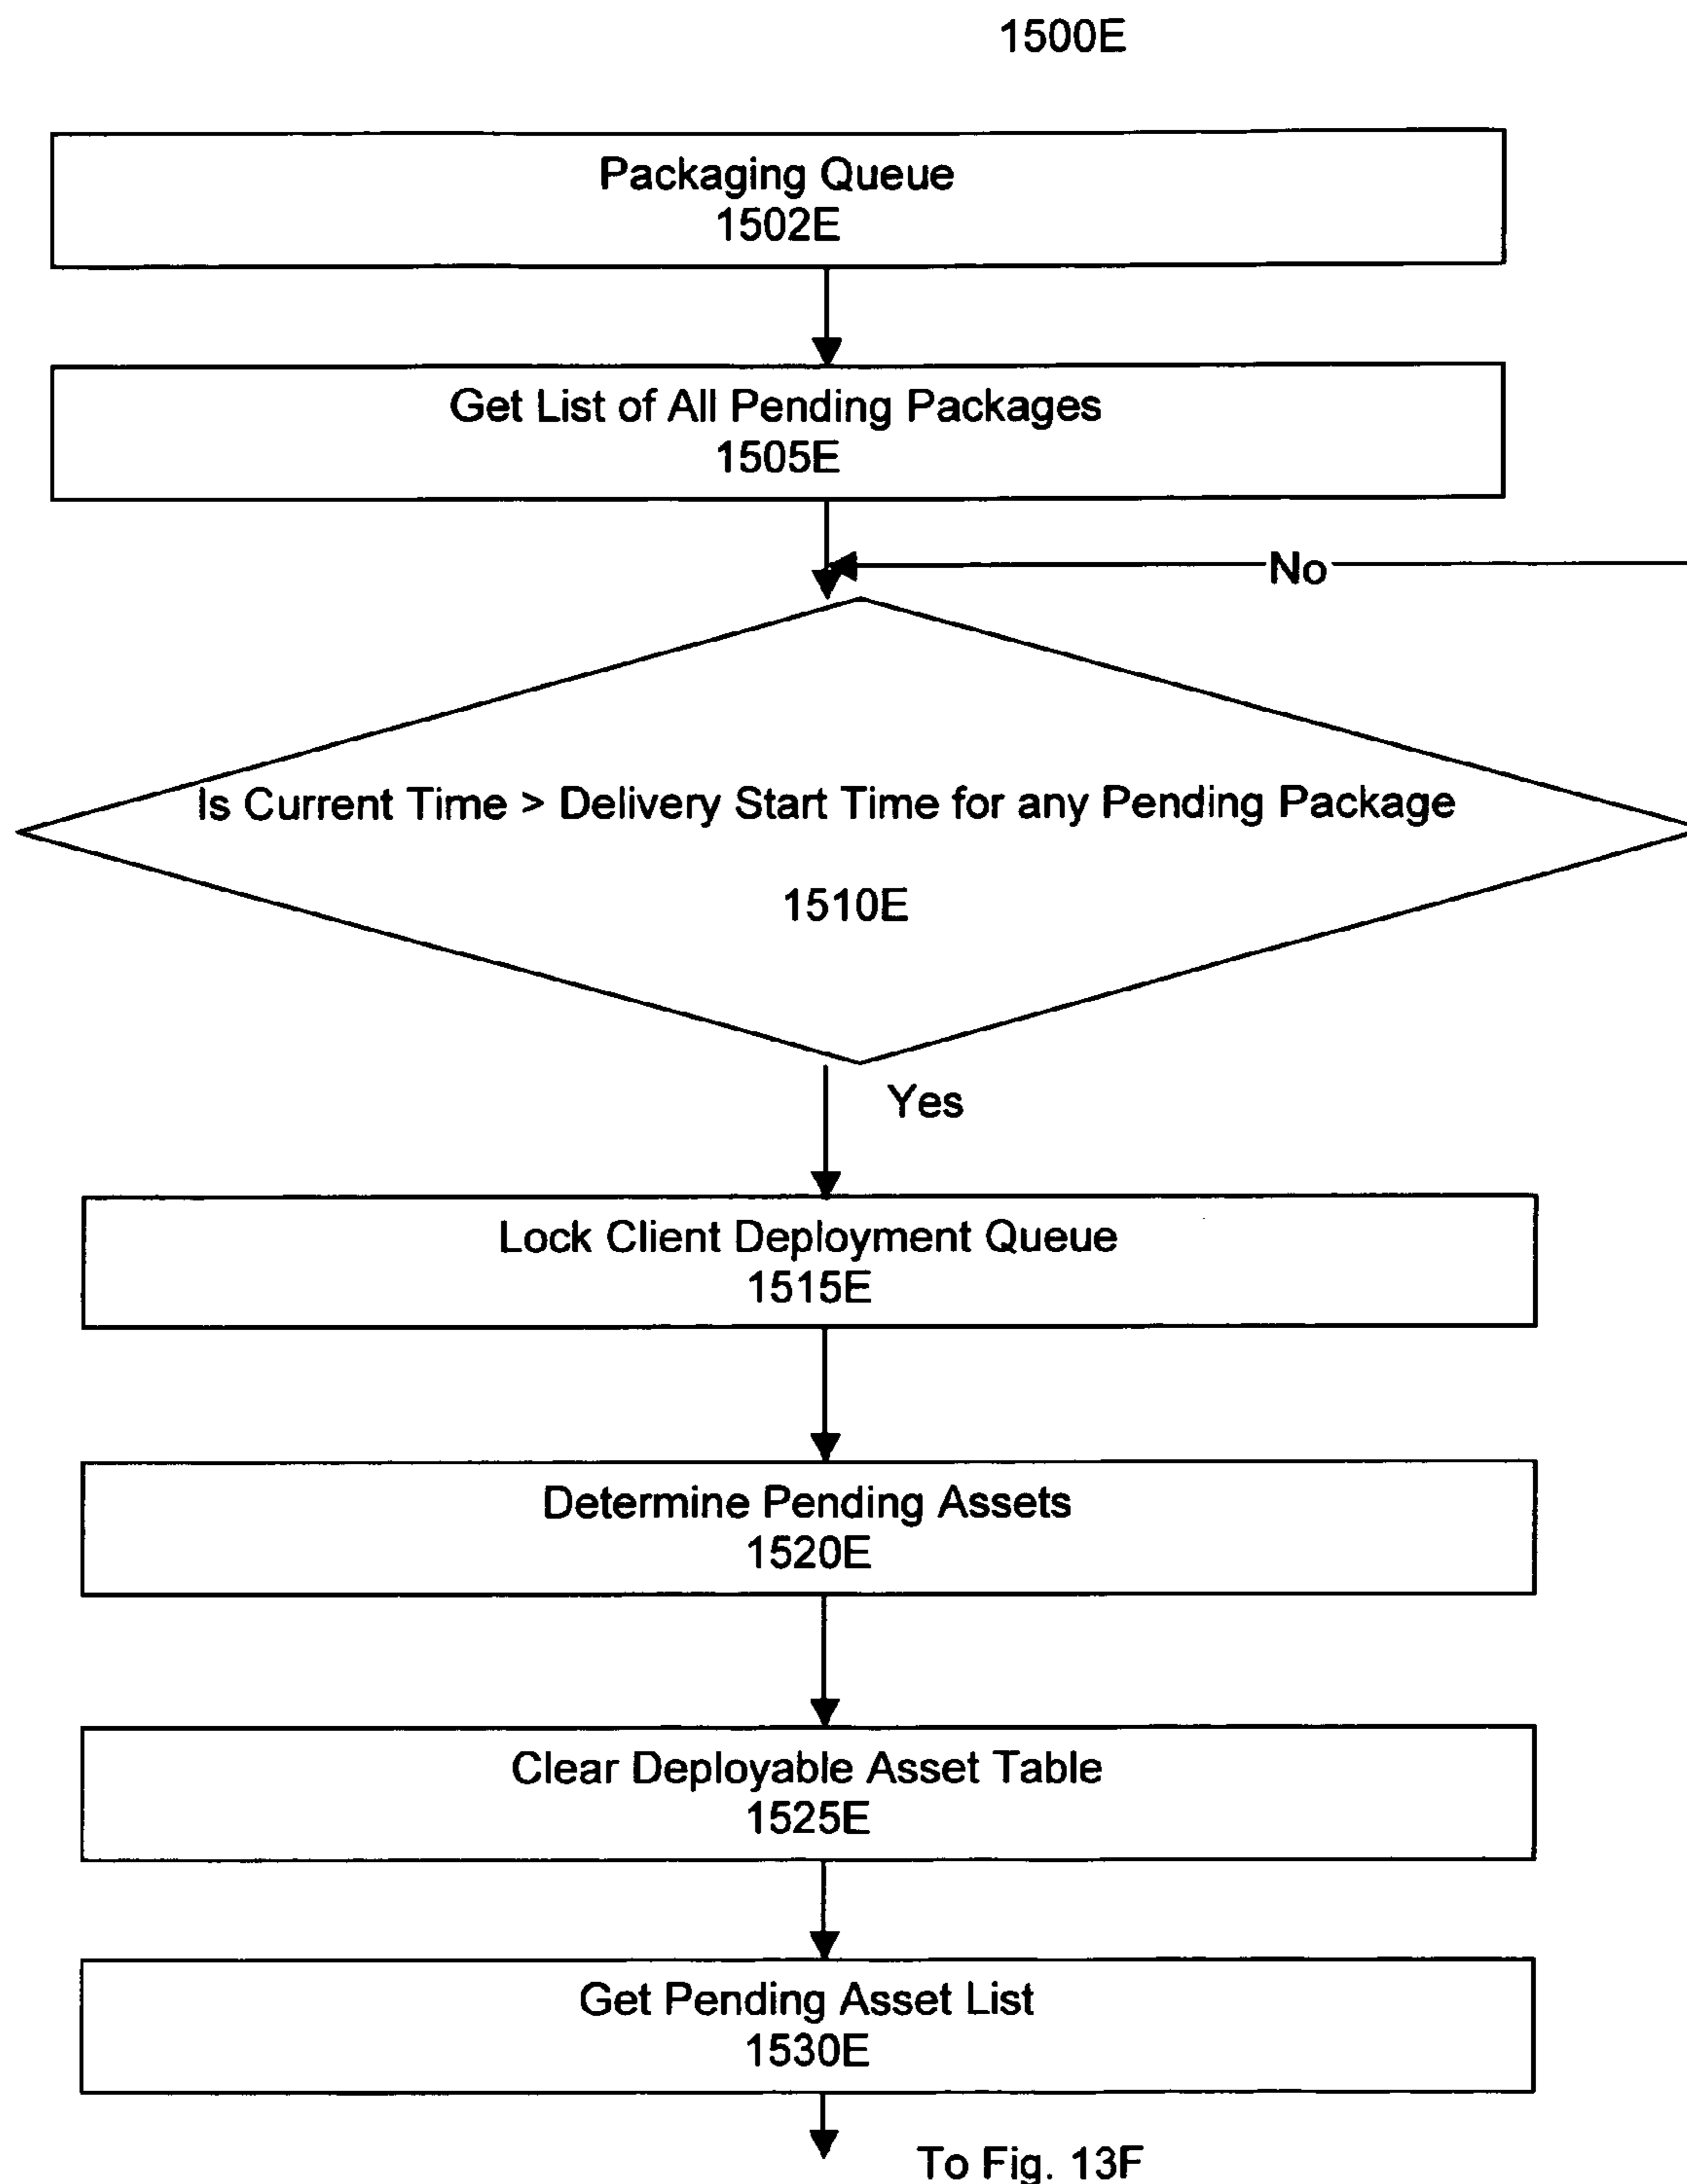 1500E
Packaging Queue
1502E
Get List of All Pending Packages
1505E
No
Is Current Time > Delivery Start Time for any Pending Package
1510E
Yes
Lock Client Deployment Queue
1515E
Determine Pending Assets
1520E
Clear Deployable Asset Table
1525E
Get Pending Asset List
1530E
To Fig. 13F